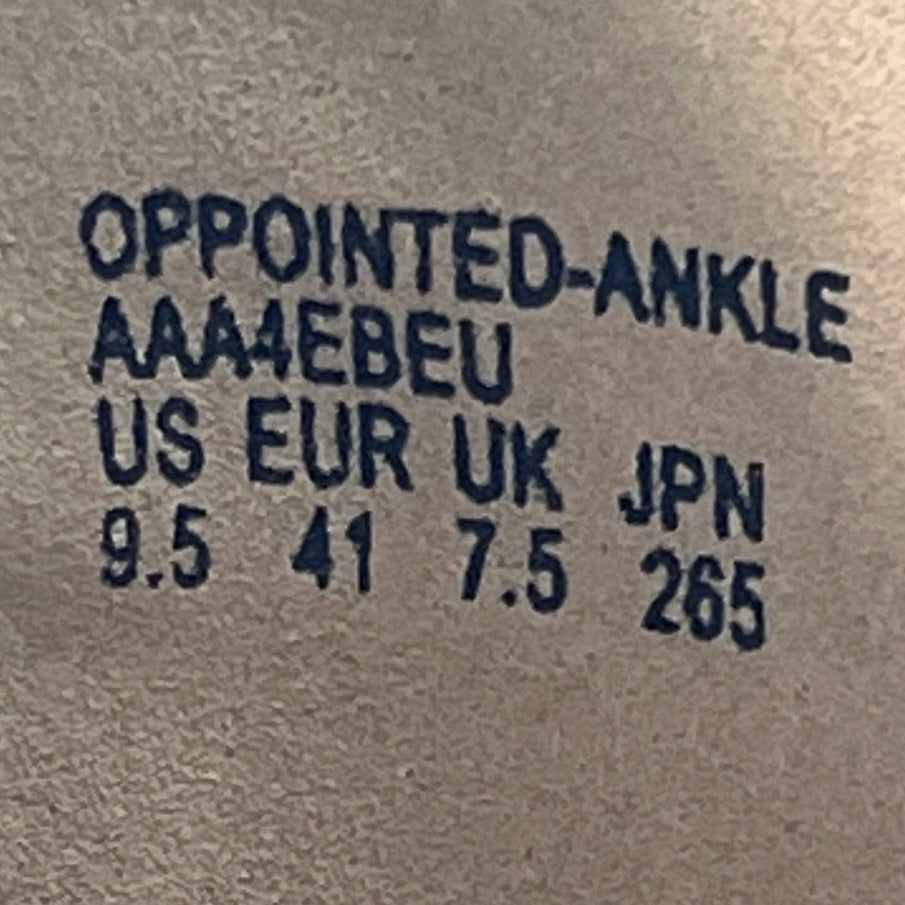 OPPOINTED-ANKLE
AAA4EBEU
US EUR UK JPN
9.5 41 7.5 265